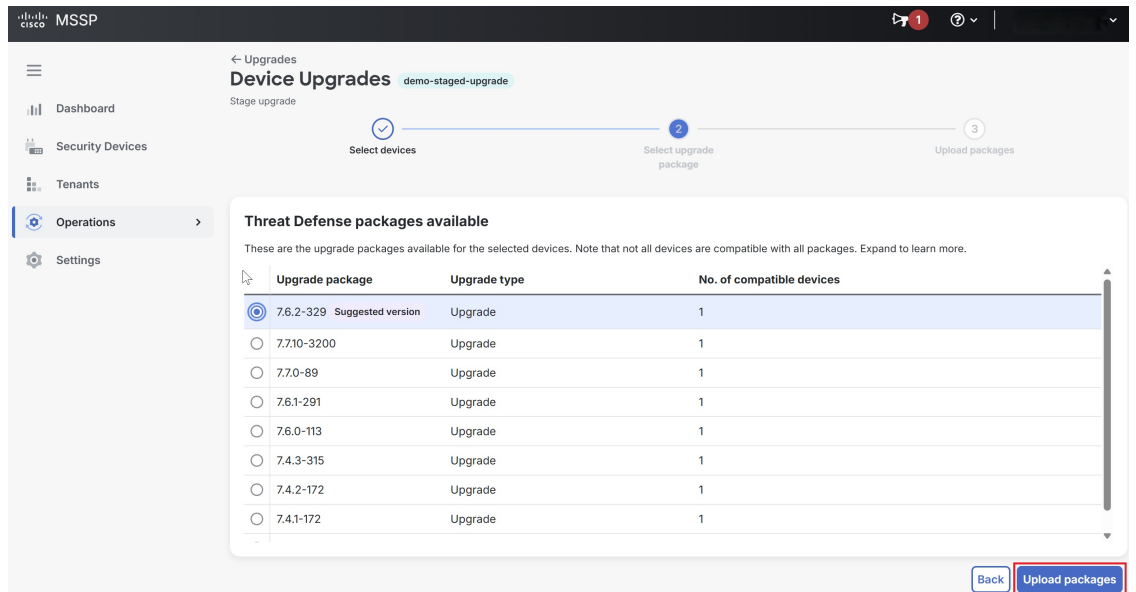 cisco MSSP 1
← Upgrades
Device Upgrades demo-staged-upgrade
Stage upgrade
Dashboard
Security Devices
Tenants
Operations
Settings
2 3
Select devices Select upgrade package Upload packages
Threat Defense packages available
These are the upgrade packages available for the selected devices. Note that not all devices are compatible with all packages. Expand to learn more.
Upgrade package Upgrade type No. of compatible devices
7.6.2-329 Suggested version Upgrade 1
7.7.10-3200 Upgrade 1
7.7.0-89 Upgrade 1
7.6.1-291 Upgrade 1
7.6.0-113 Upgrade 1
7.4.3-315 Upgrade 1
7.4.2-172 Upgrade 1
7.4.1-172 Upgrade 1
Back Upload packages